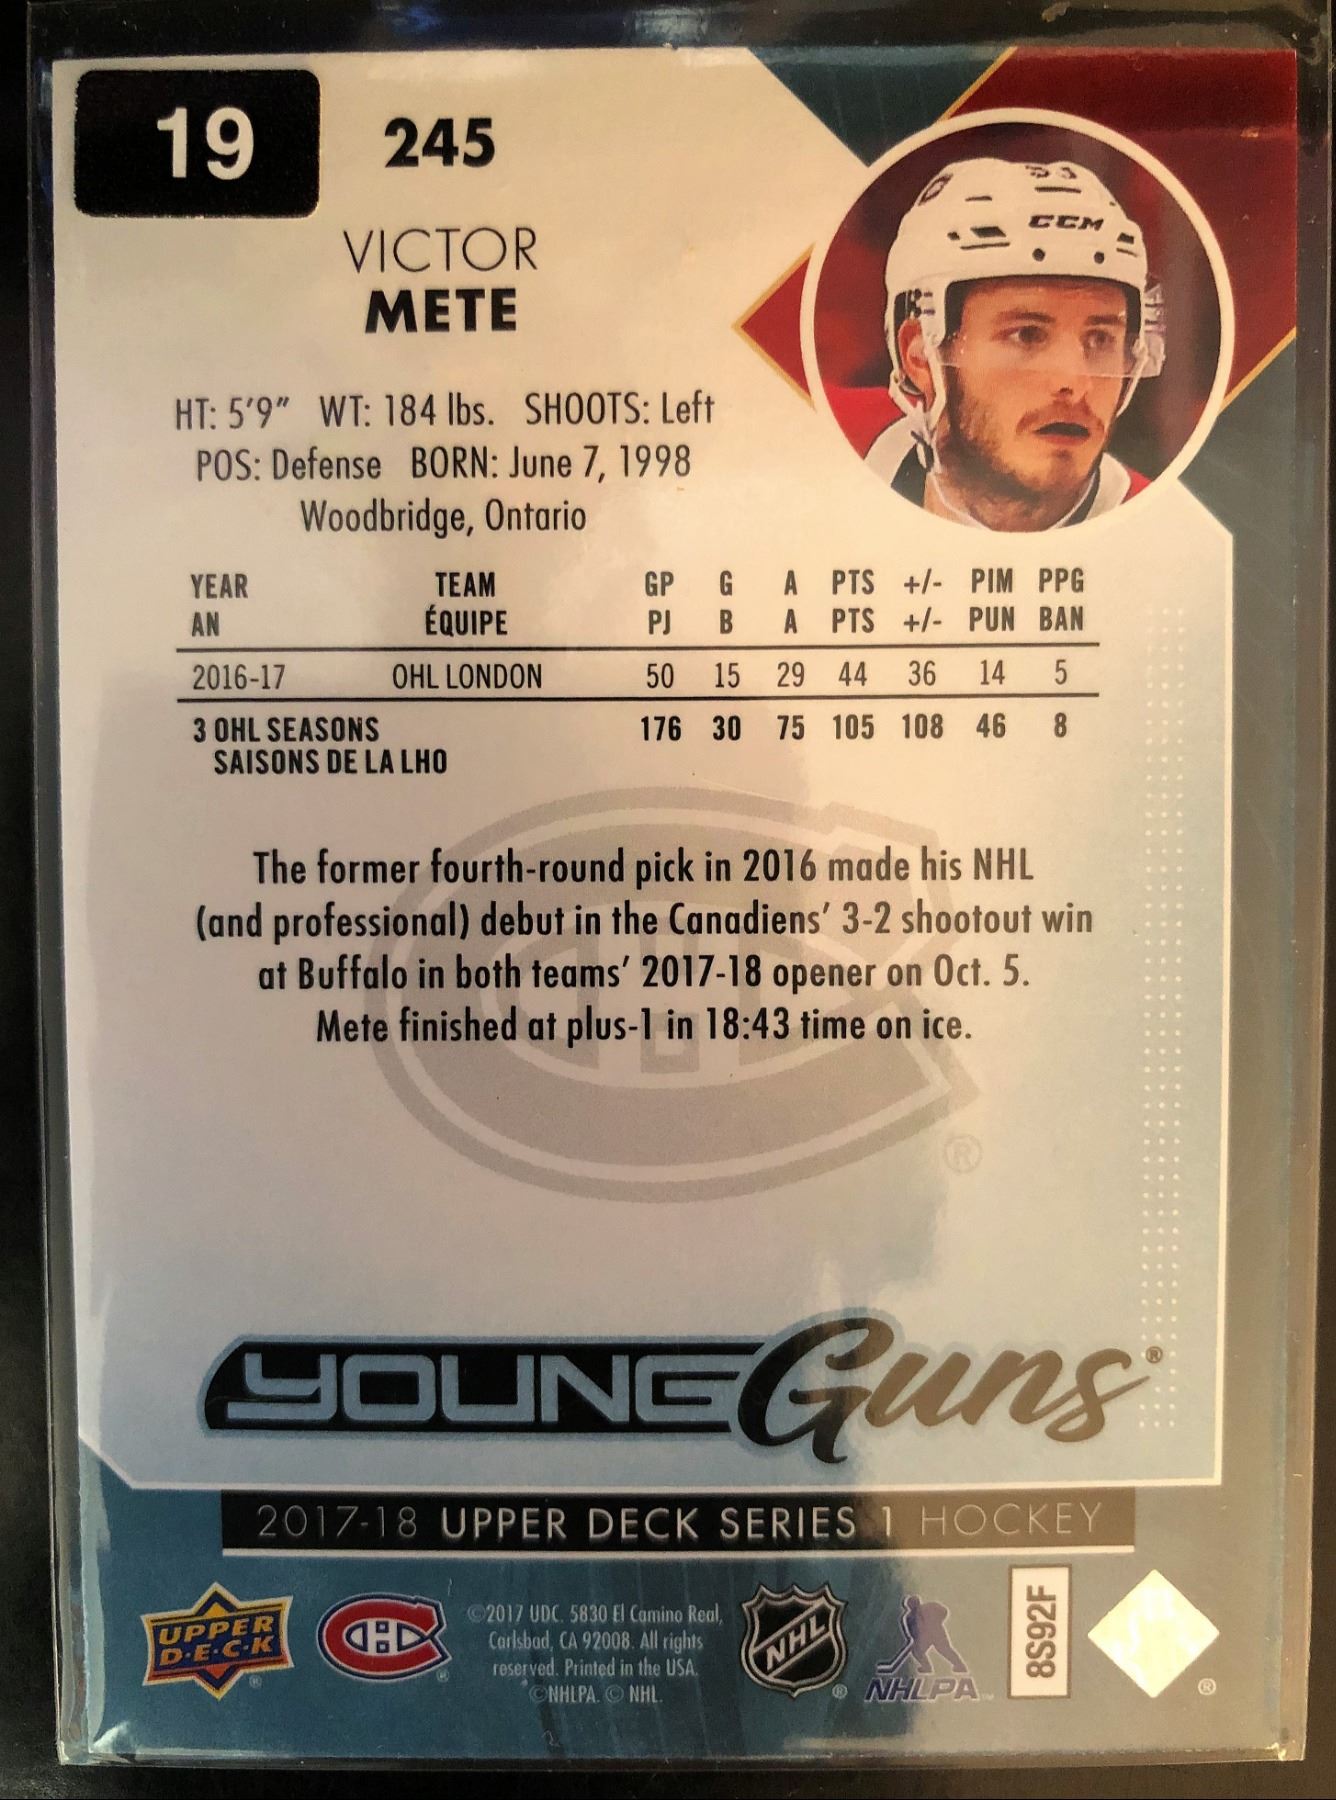 19
245
VICTOR
METE
CCM
HT: 5'9" WT: 184 lbs. SHOOTS: Left
POS: Defense BORN: June 7, 1998
Woodbridge, Ontario
YEAR TEAM GP G A PTS +/- PIM PPG
AN ÉQUIPE PJ B A PTS +/- PUN BAN
2016-17 OHL LONDON 50 15 29 44 36 14 5
3 OHL SEASONS 176 30 75 105 108 46 8
SAISONS DE LA LHO
The former fourth-round pick in 2016 made his NHL
(and professional) debut in the Canadiens' 3-2 shootout win
at Buffalo in both teams' 2017-18 opener on Oct. 5.
Mete finished at plus-1 in 18:43 time on ice.
®
YOUNG Guns®
2017-18 UPPER DECK SERIES 1 HOCKEY
UPPER
D·E·C·K
®
CH
®
©2017 UDC. 5830 El Camino Real,
Carlsbad, CA 92008. All rights
reserved. Printed in the USA.
©NHLPA. © NHL.
NHL
®
NHLPA™
8S92F
®